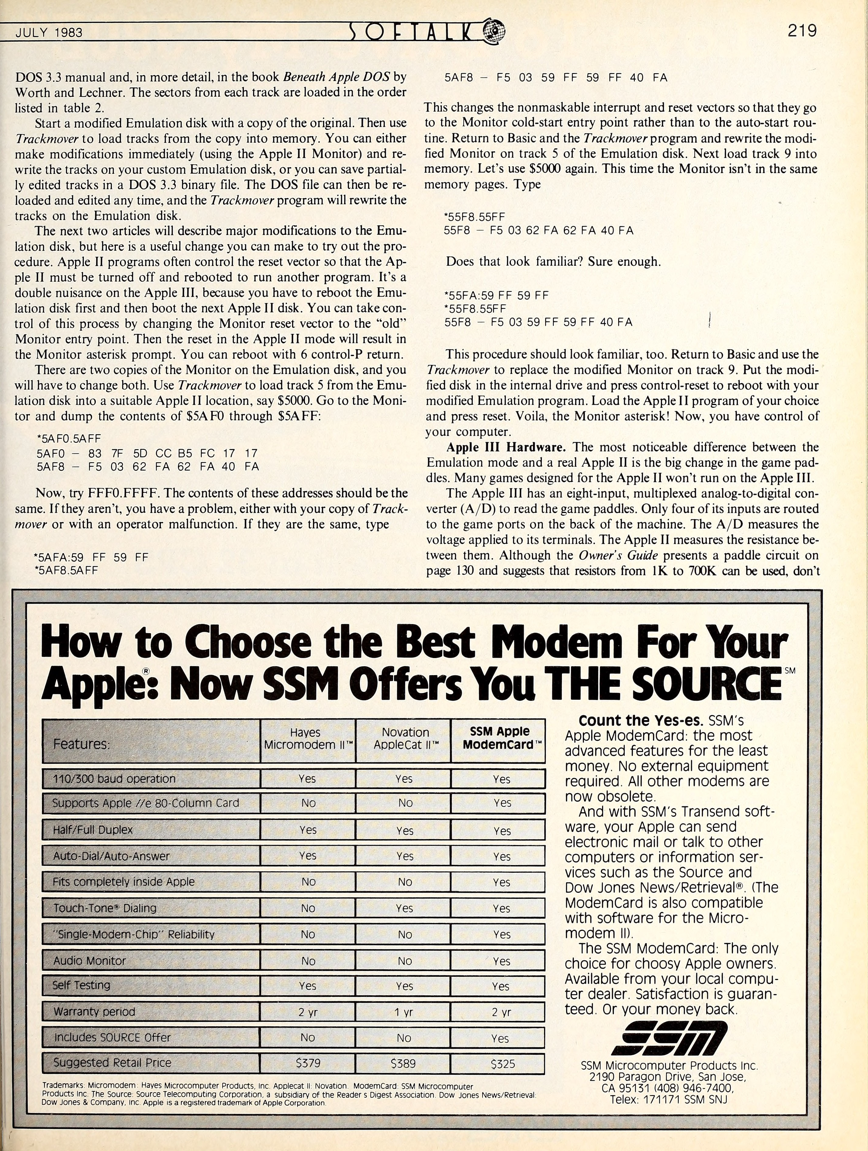 JULY 1983
SOFTALK
219
DOS 3.3 manual and, in more detail, in the book Beneath Apple DOS by
Worth and Lechner. The sectors from each track are loaded in the order
listed in table 2.
Start a modified Emulation disk with a copy of the original. Then use
Trackmover to load tracks from the copy into memory. You can either
make modifications immediately (using the Apple II Monitor) and re-
write the tracks on your custom Emulation disk, or you can save partial-
ly edited tracks in a DOS 3.3 binary file. The DOS file can then be re-
loaded and edited any time, and the Trackmover program will rewrite the
tracks on the Emulation disk.
The next two articles will describe major modifications to the Emu-
lation disk, but here is a useful change you can make to try out the pro-
cedure. Apple II programs often control the reset vector so that the Ap-
ple II must be turned off and rebooted to run another program. It's a
double nuisance on the Apple III, because you have to reboot the Emu-
lation disk first and then boot the next Apple II disk. You can take con-
trol of this process by changing the Monitor reset vector to the "old"
Monitor entry point. Then the reset in the Apple II mode will result in
the Monitor asterisk prompt. You can reboot with 6 control-P return.
There are two copies of the Monitor on the Emulation disk, and you
will have to change both. Use Trackmover to load track 5 from the Emu-
lation disk into a suitable Apple II location, say $5000. Go to the Moni-
tor and dump the contents of $5AF0 through $5AFF:
*5AF0.5AFF
5AF0 – 83 7F 5D CC B5 FC 17 17
5AF8 – F5 03 62 FA 62 FA 40 FA
Now, try FFF0.FFFF. The contents of these addresses should be the
same. If they aren't, you have a problem, either with your copy of Track-
mover or with an operator malfunction. If they are the same, type
*5AFA:59 FF 59 FF
*5AF8.5AFF
5AF8 – F5 03 59 FF 59 FF 40 FA
This changes the nonmaskable interrupt and reset vectors so that they go
to the Monitor cold-start entry point rather than to the auto-start rou-
tine. Return to Basic and the Trackmover program and rewrite the modi-
fied Monitor on track 5 of the Emulation disk. Next load track 9 into
memory. Let's use $5000 again. This time the Monitor isn't in the same
memory pages. Type
*55F8.55FF
55F8 – F5 03 62 FA 62 FA 40 FA
Does that look familiar? Sure enough.
*55FA:59 FF 59 FF
*55F8.55FF
55F8 – F5 03 59 FF 59 FF 40 FA
This procedure should look familiar, too. Return to Basic and use the
Trackmover to replace the modified Monitor on track 9. Put the modi-
fied disk in the internal drive and press control-reset to reboot with your
modified Emulation program. Load the Apple II program of your choice
and press reset. Voila, the Monitor asterisk! Now, you have control of
your computer.
Apple III Hardware. The most noticeable difference between the
Emulation mode and a real Apple II is the big change in the game pad-
dles. Many games designed for the Apple II won't run on the Apple III.
The Apple III has an eight-input, multiplexed analog-to-digital con-
verter (A/D) to read the game paddles. Only four of its inputs are routed
to the game ports on the back of the machine. The A/D measures the
voltage applied to its terminals. The Apple II measures the resistance be-
tween them. Although the Owner's Guide presents a paddle circuit on
page 130 and suggests that resistors from 1K to 700K can be used, don't
How to Choose the Best Modem For Your
Apple®: Now SSM Offers You THE SOURCE℠
Features: Hayes Micromodem II™ Novation AppleCat II™ SSM Apple ModemCard™
110/300 baud operation Yes Yes Yes
Supports Apple //e 80-Column Card No No Yes
Half/Full Duplex Yes Yes Yes
Auto-Dial/Auto-Answer Yes Yes Yes
Fits completely inside Apple No No Yes
Touch-Tone® Dialing No Yes Yes
"Single-Modem-Chip" Reliability No No Yes
Audio Monitor No No Yes
Self Testing Yes Yes Yes
Warranty period 2 yr 1 yr 2 yr
Includes SOURCE Offer No No Yes
Suggested Retail Price $379 $389 $325
Trademarks: Micromodem: Hayes Microcomputer Products, Inc. Applecat II: Novation. ModemCard: SSM Microcomputer
Products Inc. The Source: Source Telecomputing Corporation, a subsidiary of the Reader's Digest Association. Dow Jones News/Retrieval:
Dow Jones & Company, Inc. Apple is a registered trademark of Apple Corporation.
Count the Yes-es. SSM's
Apple ModemCard: the most
advanced features for the least
money. No external equipment
required. All other modems are
now obsolete.
And with SSM's Transend soft-
ware, your Apple can send
electronic mail or talk to other
computers or information ser-
vices such as the Source and
Dow Jones News/Retrieval®. (The
ModemCard is also compatible
with software for the Micro-
modem II).
The SSM ModemCard: The only
choice for choosy Apple owners.
Available from your local compu-
ter dealer. Satisfaction is guaran-
teed. Or your money back.
SSM
SSM Microcomputer Products Inc.
2190 Paragon Drive, San Jose,
CA 95131 (408) 946-7400,
Telex: 171171 SSM SNJ